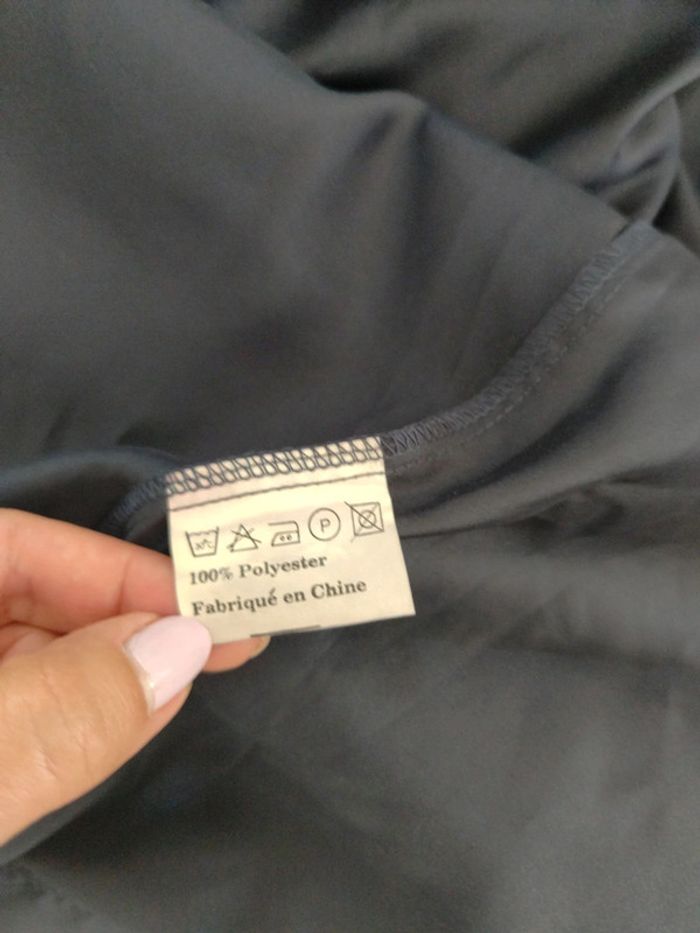 P
100% Polyester
Fabriqué en Chine